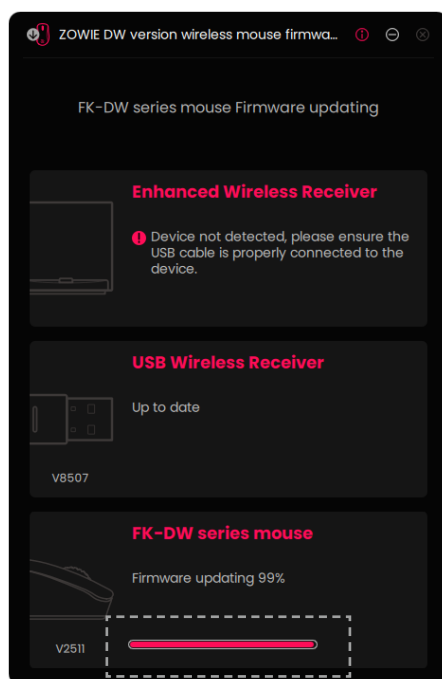 ZOWIE DW version wireless mouse firmwa...
FK-DW series mouse Firmware updating
Enhanced Wireless Receiver
Device not detected, please ensure the
USB cable is properly connected to the
device.
USB Wireless Receiver
Up to date
V8507
FK-DW series mouse
Firmware updating 99%
V2511